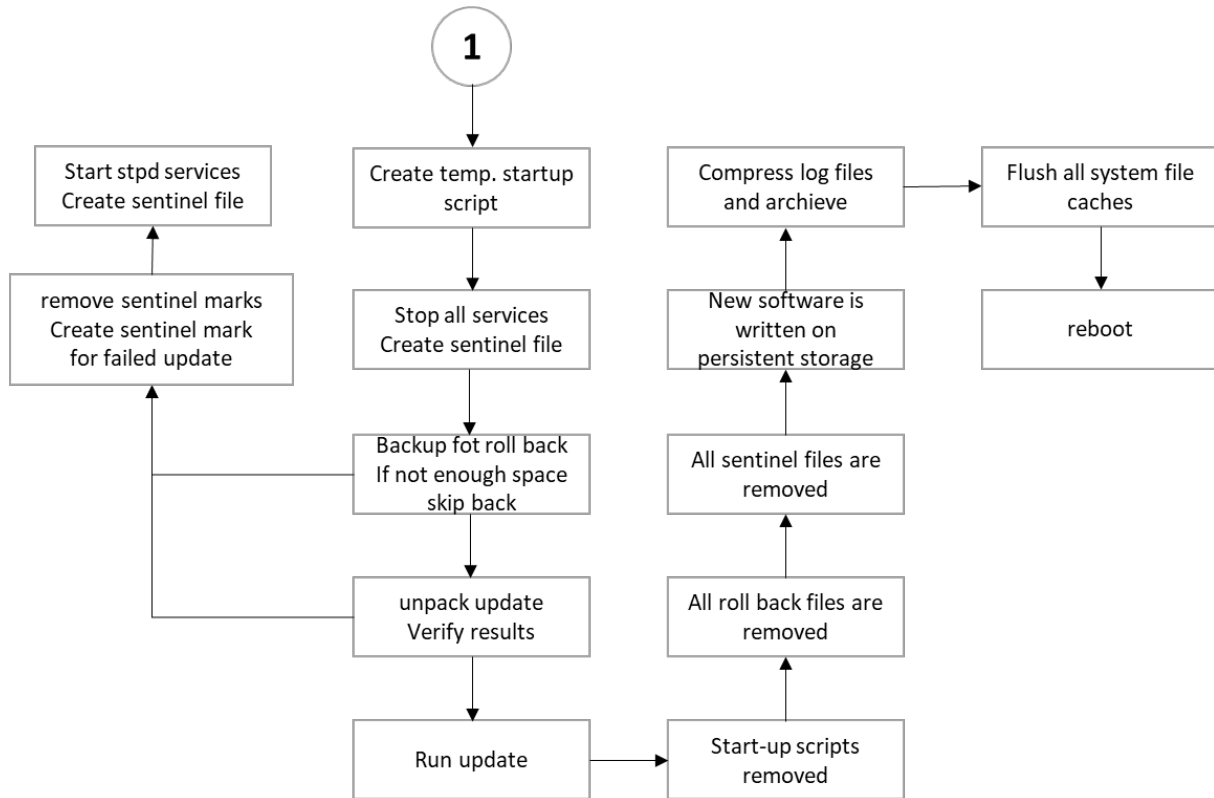 1
Start stpd services
Create sentinel file
remove sentinel marks
Create sentinel mark
for failed update
Create temp. startup
script
Stop all services
Create sentinel file
Backup fot roll back
If not enough space
skip back
unpack update
Verify results
Run update
Start-up scripts
removed
All roll back files are
removed
All sentinel files are
removed
New software is
written on
persistent storage
Compress log files
and archieve
Flush all system file
caches
reboot